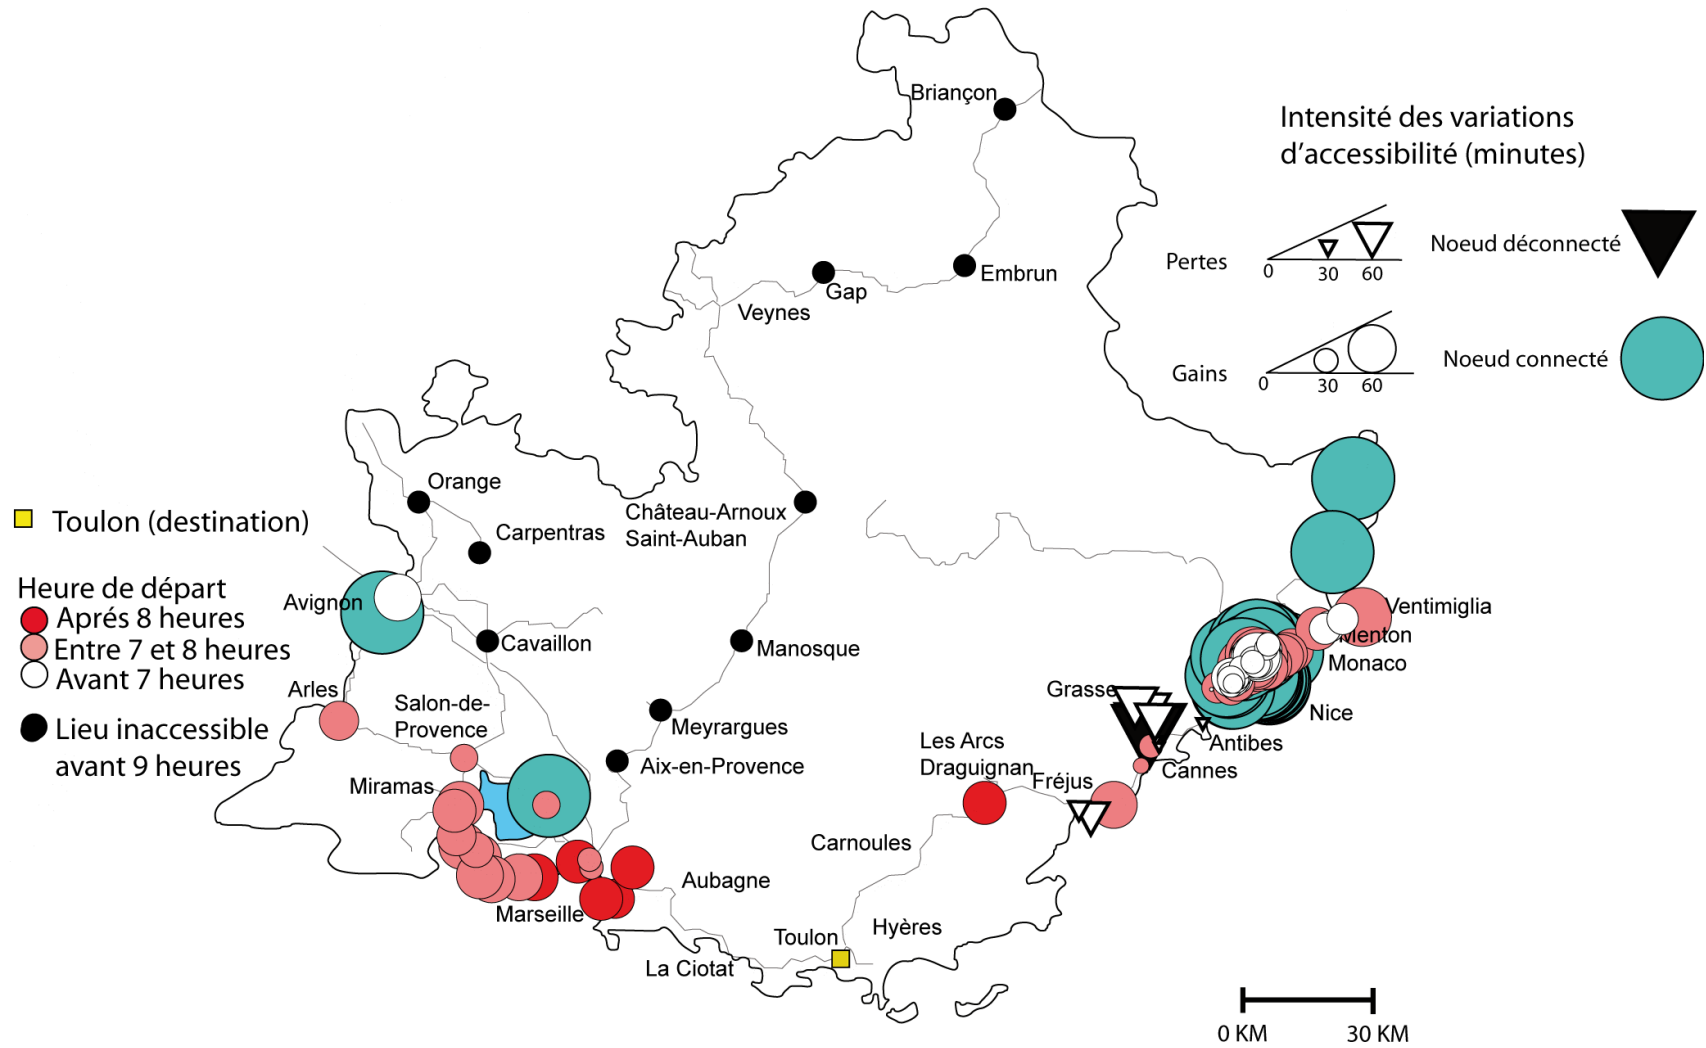 Briançon
Intensité des variations
d'accessibilité (minutes)
Noeud déconnecté
Pertes
0
30
60
Embrun
Gap
Veynes
Noeud connecté
Gains
0
30
60
Orange
Château-Arnoux
Saint-Auban
Toulon (destination)
Carpentras
Heure de départ
Aprés 8 heures
Entre 7 et 8 heures
Avant 7 heures
Lieu inaccessible
avant 9 heures
Avignon
Ventimiglia
Menton
Cavaillon
Manosque
Monaco
Arles
Salon-de-
Provence
Grasse
Nice
Meyrargues
Antibes
Les Arcs
Draguignan
Aix-en-Provence
Cannes
Fréjus
Miramas
Carnoules
Aubagne
Marseille
Hyères
Toulon
La Ciotat
0 KM
30 KM